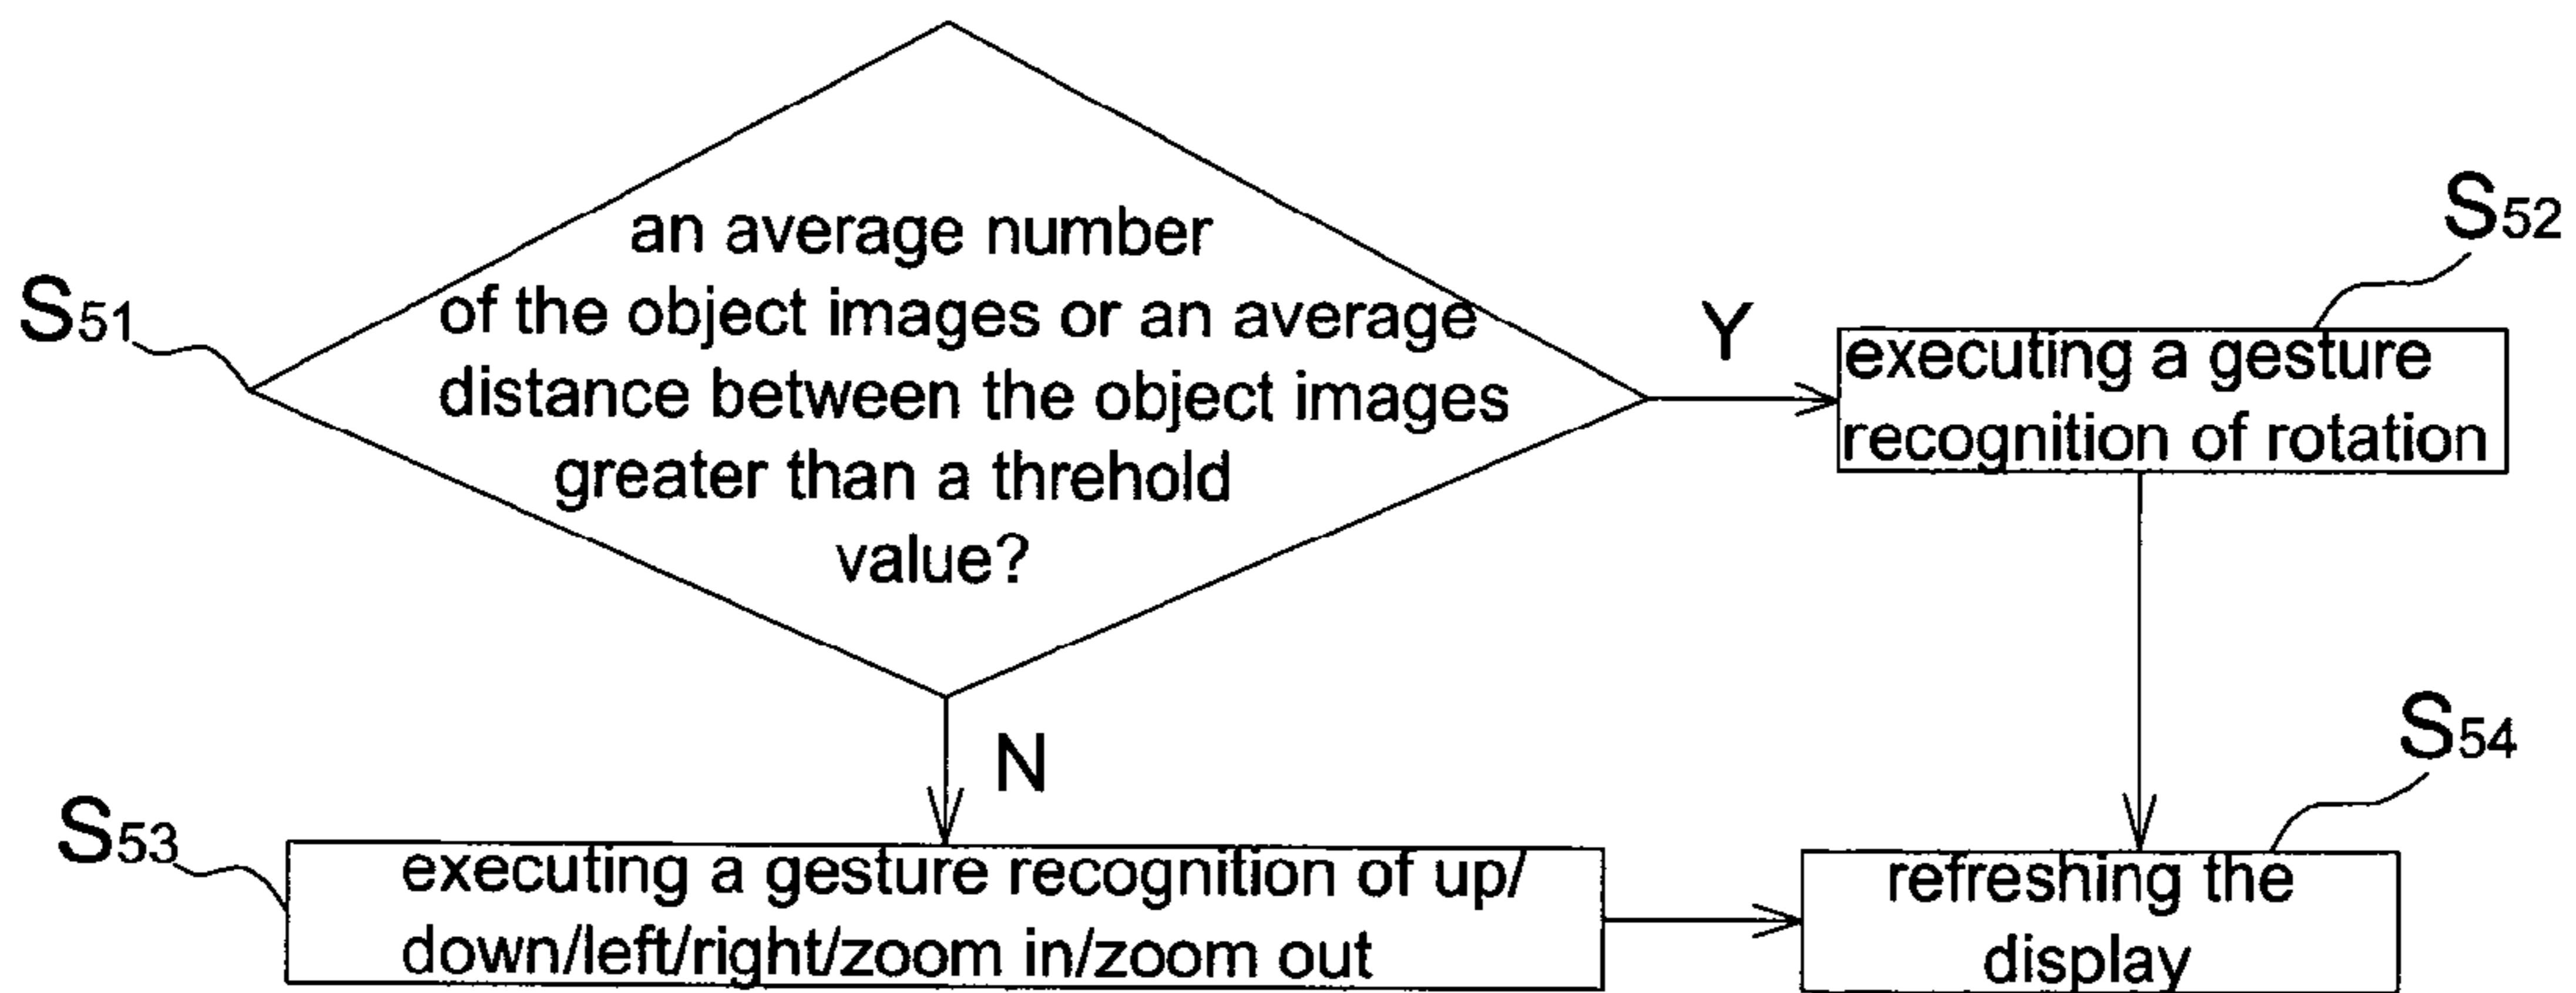 S51
an average number
of the object images or an average
distance between the object images
greater than a threhold
value?
Y
S52
executing a gesture
recognition of rotation
N
S53
executing a gesture recognition of up/
down/left/right/zoom in/zoom out
S54
refreshing the
display